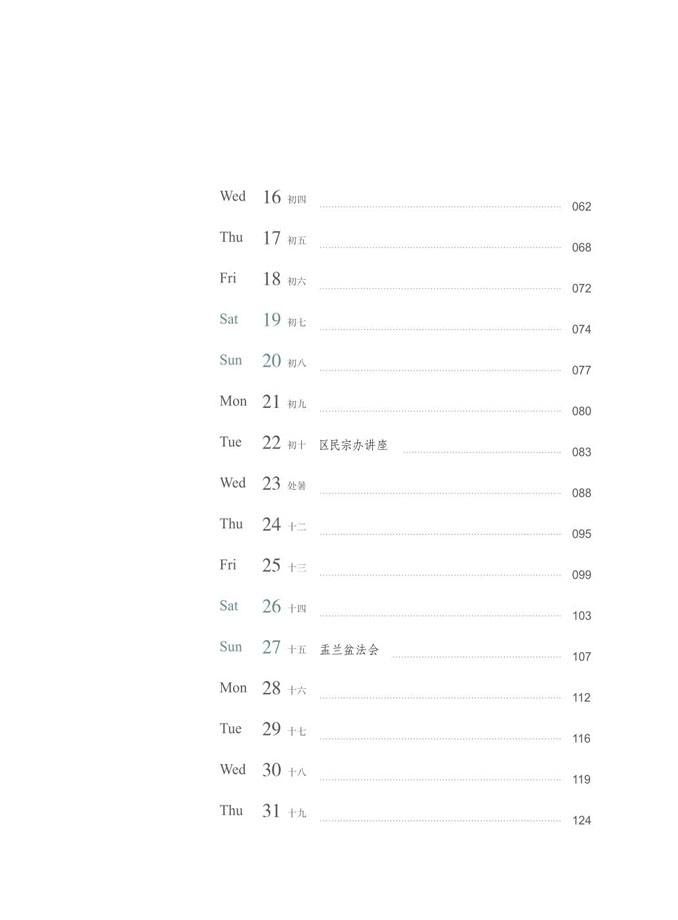 Wed 16 初四 062
Thu 17 初五 068
Fri 18 初六 072
Sat 19 初七 074
Sun 20 初八 077
Mon 21 初九 080
Tue 22 初十 区民宗办讲座 083
Wed 23 处暑 088
Thu 24 十二 095
Fri 25 十三 099
Sat 26 十四 103
Sun 27 十五 盂兰盆法会 107
Mon 28 十六 112
Tue 29 十七 116
Wed 30 十八 119
Thu 31 十九 124